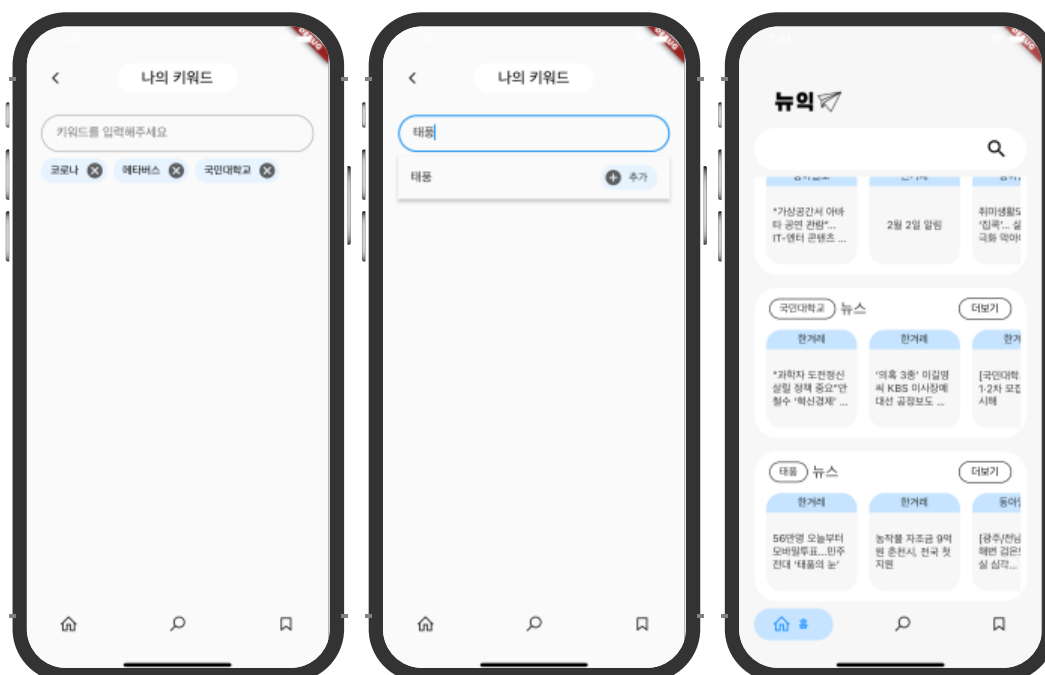 DEBUG
나의 키워드
키워드를 입력해주세요
코로나
메타버스
국민대학교
DEBUG
나의 키워드
태풍
태풍
추가
DEBUG
뉴익
"가상공간서 아바
타 공연 관람"…
IT-엔터 콘텐츠 …
2월 2일 알림
취미생활도
'집콕'… 실
극화 막아
국민대학교 뉴스
더보기
한겨레
한겨레
한겨
"과학자 도전정신
살릴 정책 중요"안
철수 '혁신경제' …
'의혹 3종' 이길영
씨 KBS 이사장에
대선 공정보도 …
[국민대학
1·2차 모집
시해
태풍 뉴스
더보기
한겨레
한겨레
동아
56만명 오늘부터
모바일투표…민주
전대 '태풍의 눈'
농작물 자조금 9억
원 춘천시, 전국 첫
지원
[광주/전남
해변 검은
실 심각…
홈